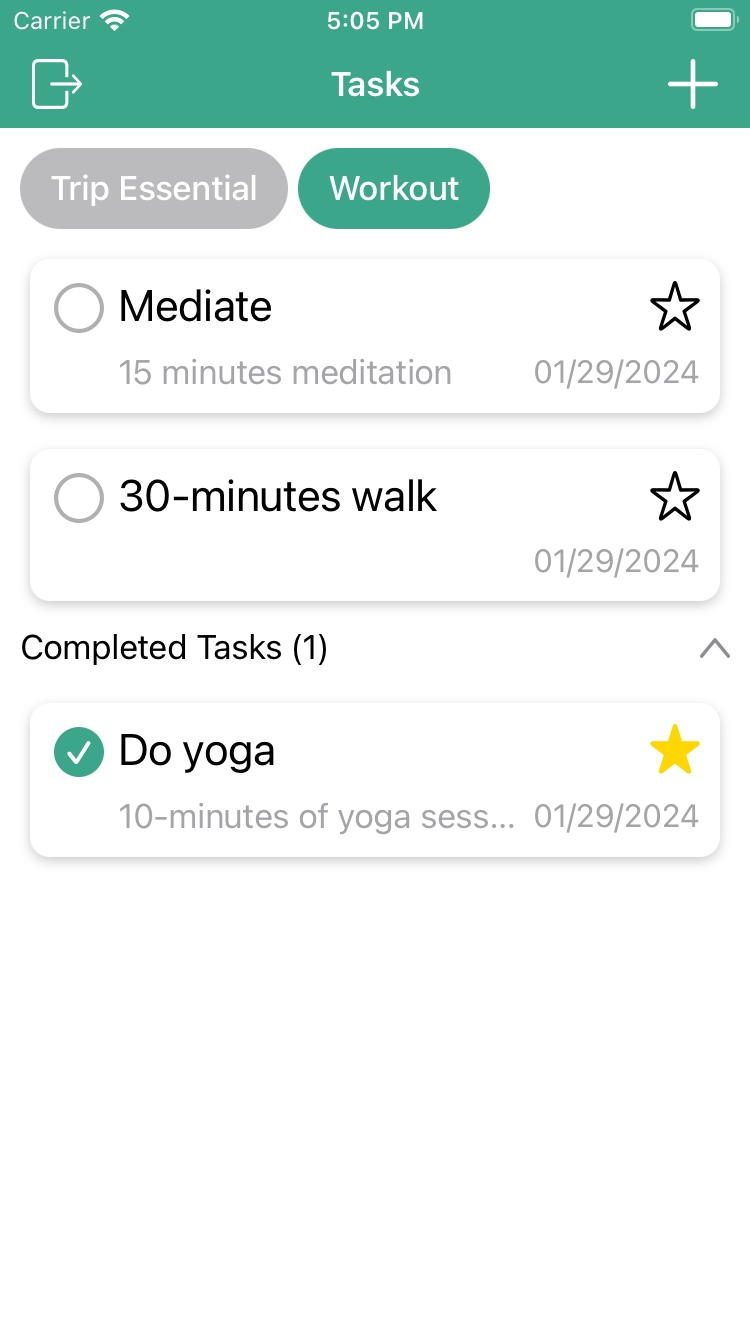 Carrier 5:05 PM
Tasks
Trip Essential Workout
Mediate
15 minutes meditation 01/29/2024
30-minutes walk
01/29/2024
Completed Tasks (1)
Do yoga
10-minutes of yoga sess... 01/29/2024